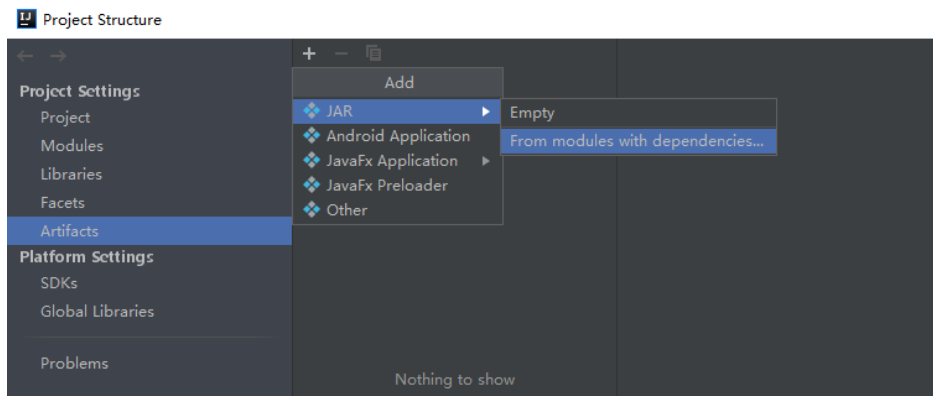 IJ Project Structure
Add
Project Settings
Project
Modules
Libraries
Facets
Artifacts
Platform Settings
SDKs
Global Libraries
Problems
JAR
Android Application
JavaFx Application
JavaFx Preloader
Other
Empty
From modules with dependencies...
Nothing to show